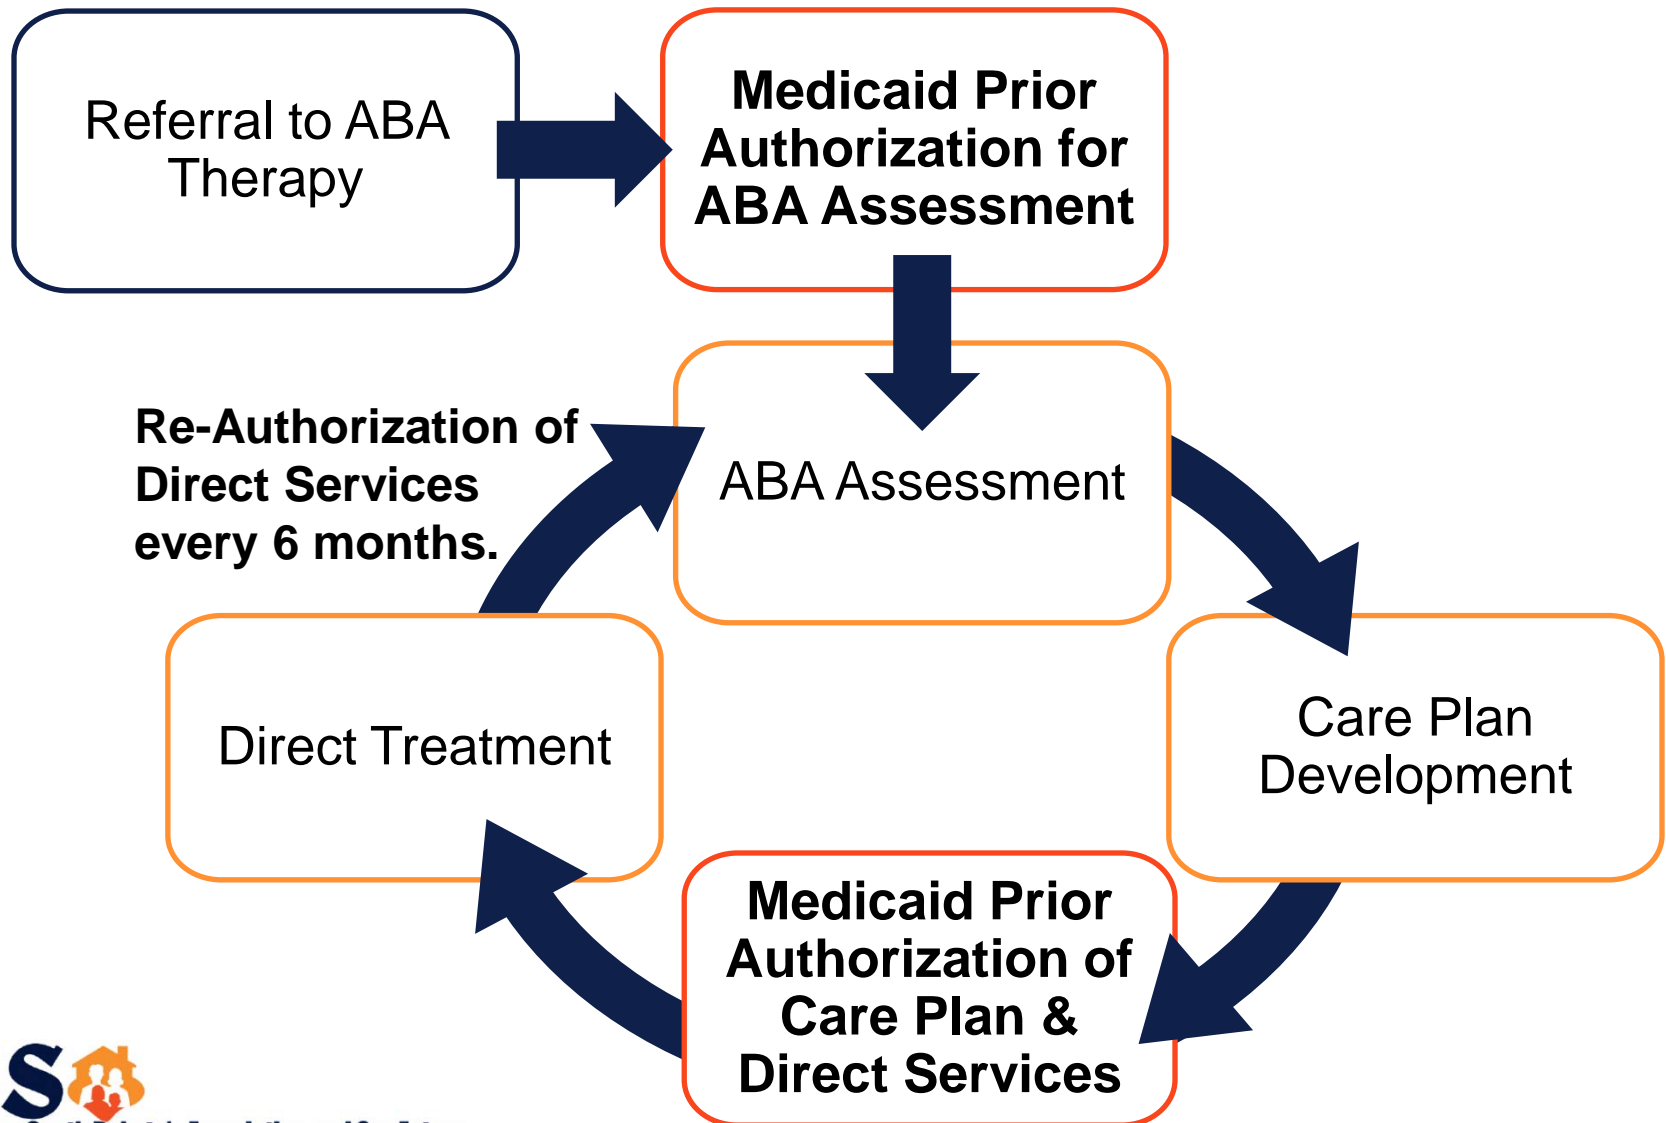 Referral to ABA
Therapy
Medicaid Prior
Authorization for
ABA Assessment
Re-Authorization of
Direct Services
every 6 months.
ABA Assessment
Direct Treatment
Care Plan
Development
Medicaid Prior
Authorization of
Care Plan &
Direct Services
S